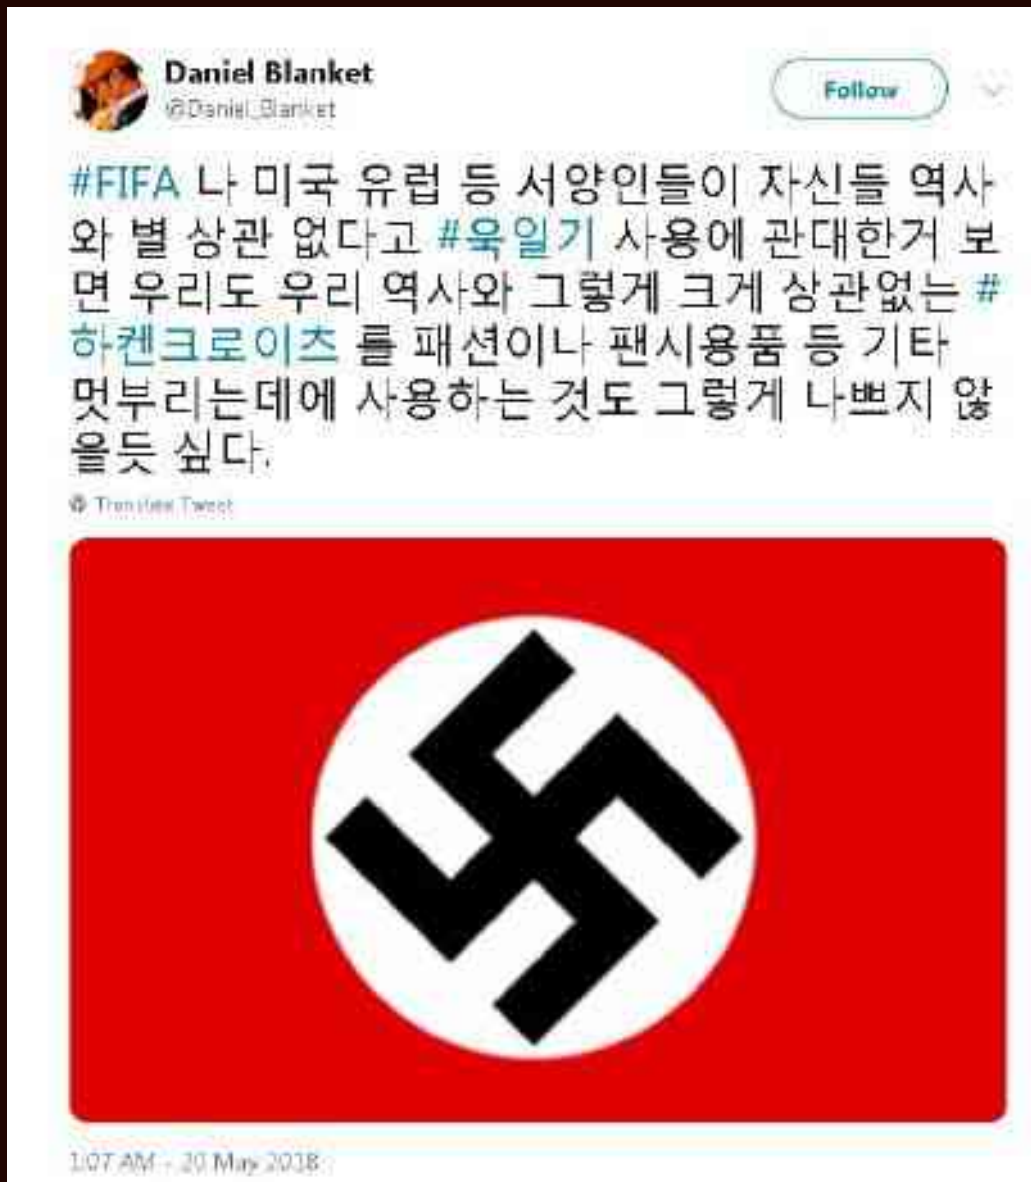 Daniel Blanket
@Daniel_Blanket
Follow
#FIFA 나 미국 유럽 등 서양인들이 자신들 역사
와 별 상관 없다고 #욱일기 사용에 관대한거 보
면 우리도 우리 역사와 그렇게 크게 상관없는 #
하켄크로이츠 를 패션이나 팬시용품 등 기타
멋부리는데에 사용하는 것도 그렇게 나쁘지 않
을듯 싶다.
Translate Tweet
1:07 AM - 20 May 2018